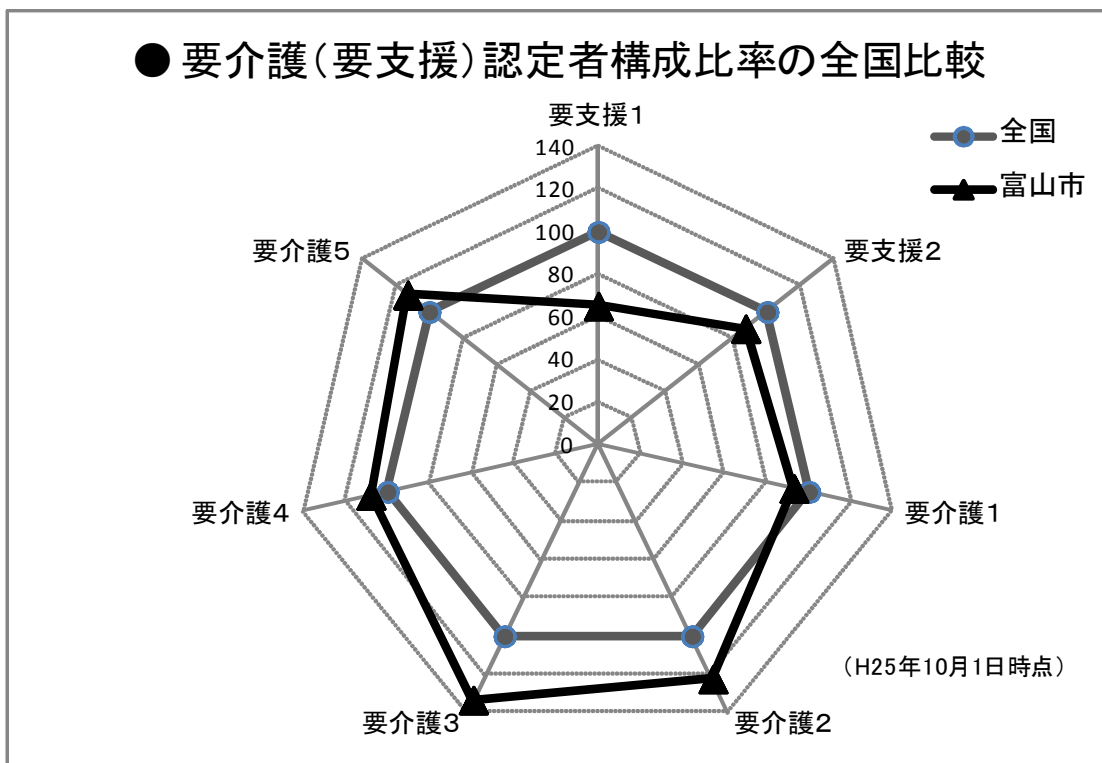 ● 要介護(要支援)認定者構成比率の全国比較
全国
富山市
要支援1
要支援2
要介護1
要介護2
要介護3
要介護4
要介護5
140
120
100
80
60
40
20
0
(H25年10月1日時点)